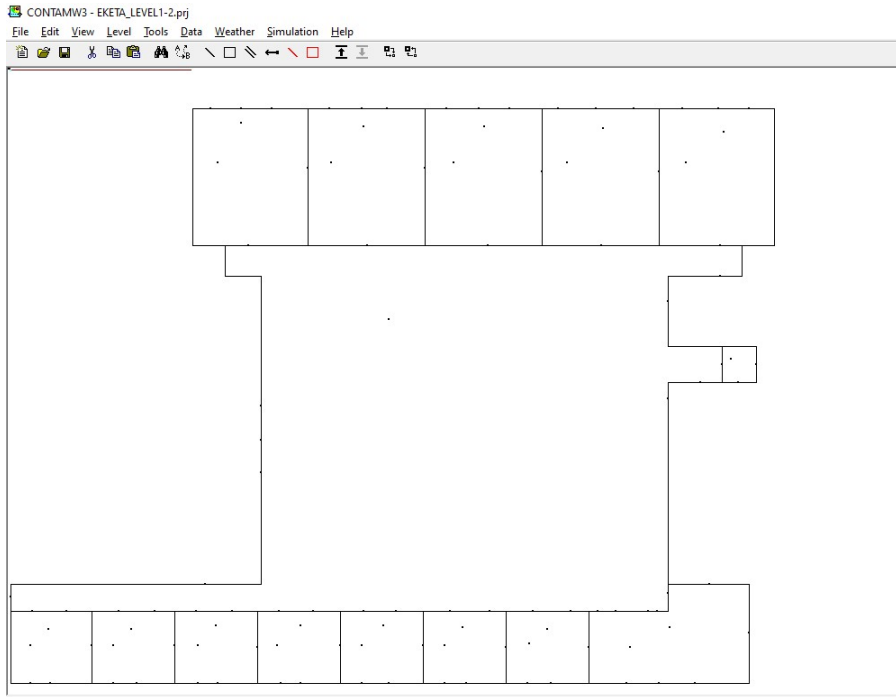 CONTAMW3 - EKETA_LEVEL1-2.prj
File Edit View Level Tools Data Weather Simulation Help